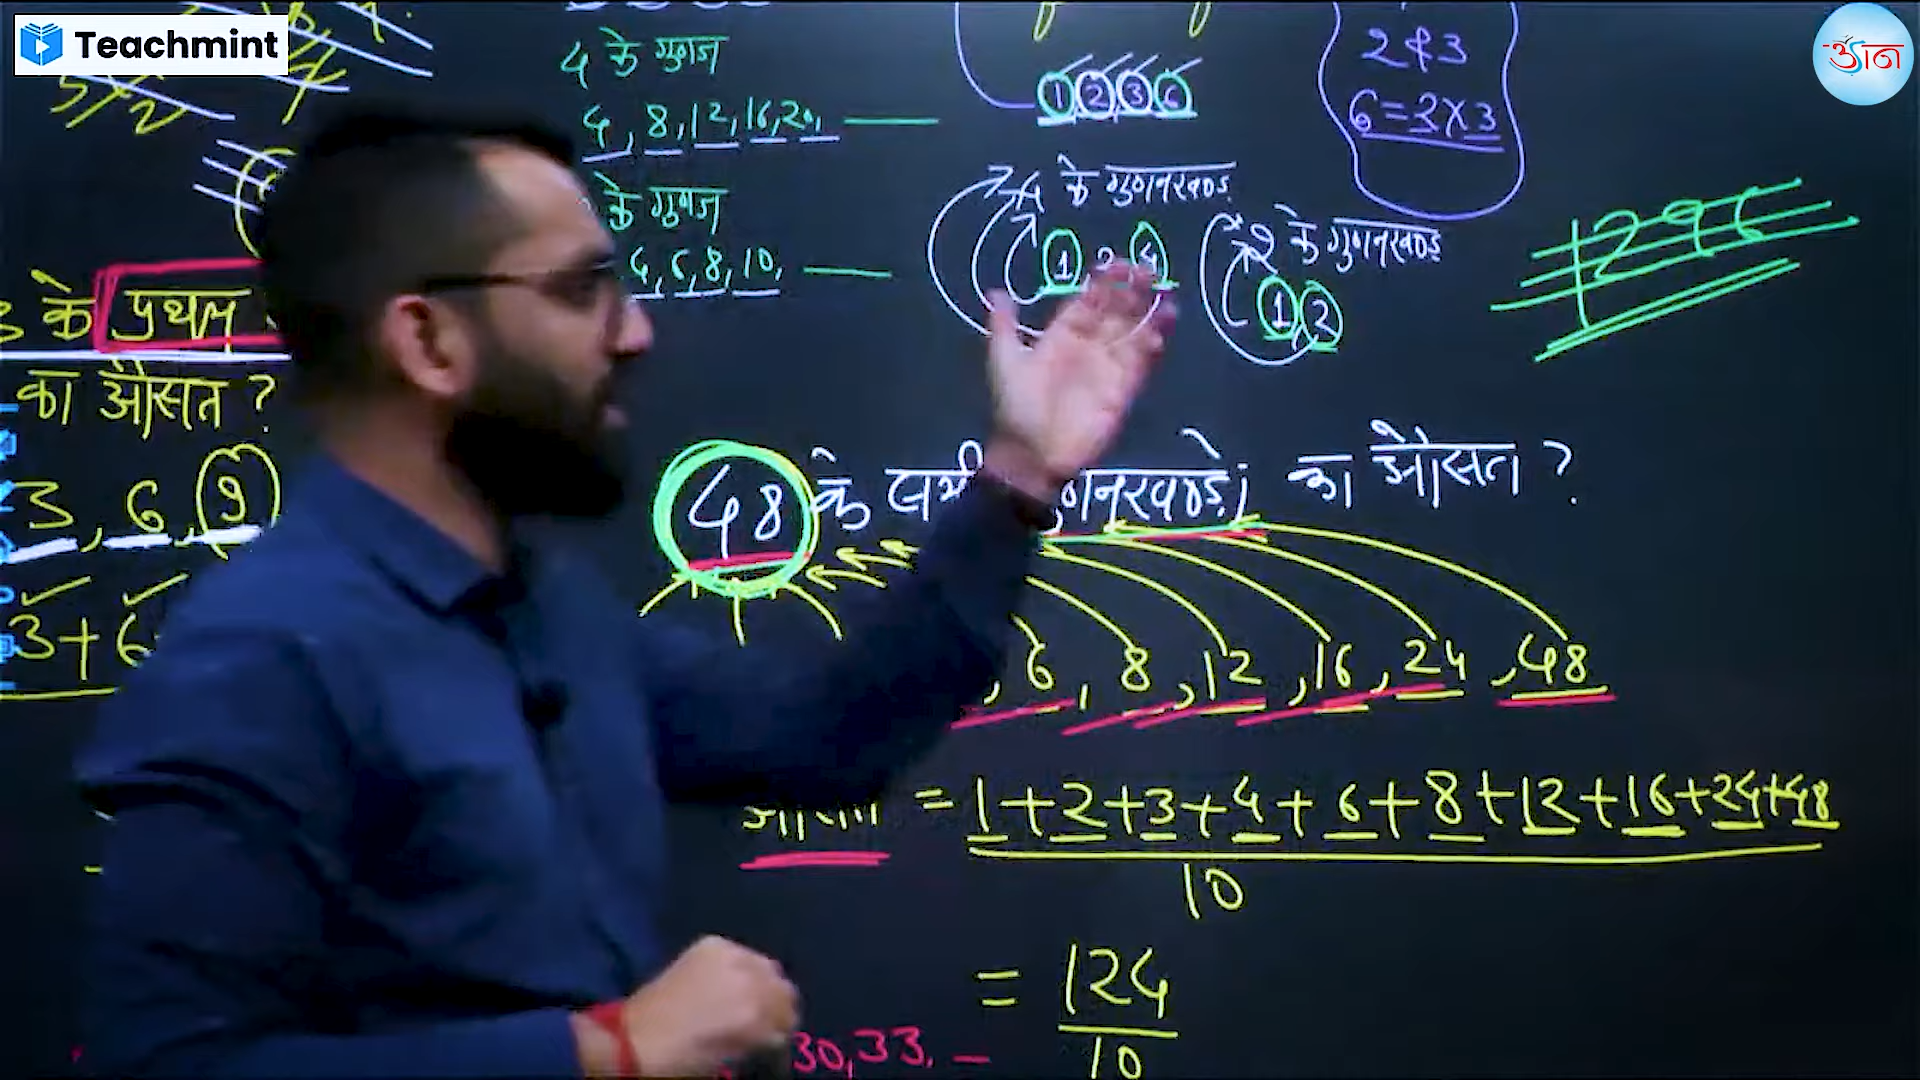 Teachmint
ज्ञान
4 के गुणज
4, 8, 12, 16, 20,
के गुणज
4, 6, 8, 10,
1 2 3 6
2 & 3
6 = 2 x 3
4 के गुणनखण्ड
1, 2, 4
2 के गुणनखण्ड
1, 2
1296
के प्रथम
का औसत ?
3, 6, 9
3+6
48 के सभी गुणनखण्डों का औसत ?
, 6, 8, 12, 16, 24, 48
= 1+2+3+4+6+8+12+16+24+48
10
= 124
10
30, 33, —